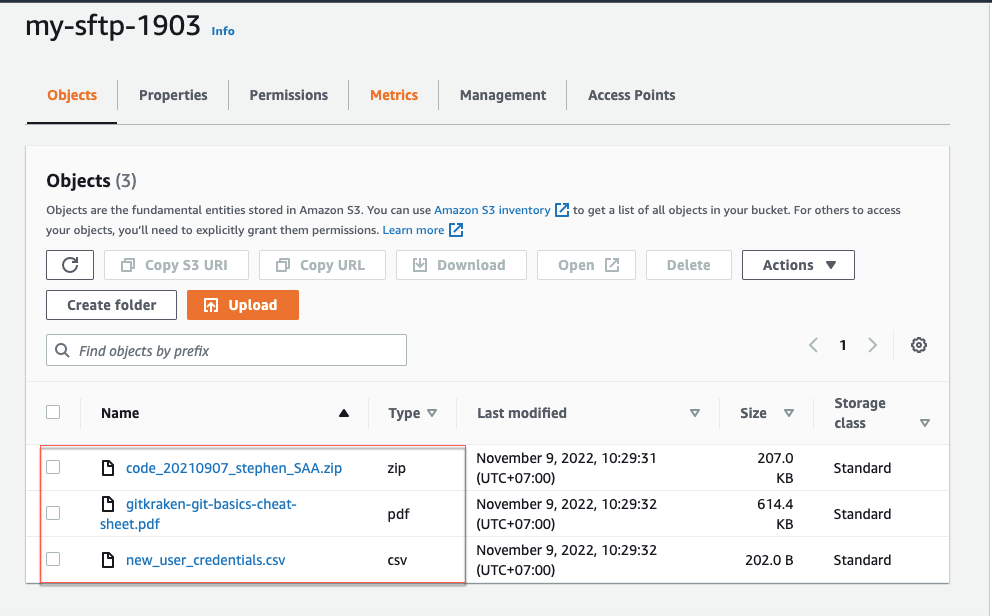 my-sftp-1903 Info
Objects Properties Permissions Metrics Management Access Points
Objects (3)
Objects are the fundamental entities stored in Amazon S3. You can use Amazon S3 inventory to get a list of all objects in your bucket. For others to access
your objects, you'll need to explicitly grant them permissions. Learn more
Copy S3 URI Copy URL Download Open Delete Actions
Create folder Upload
Find objects by prefix 1
Name Type Last modified Size Storage
class
code_20210907_stephen_SAA.zip zip November 9, 2022, 10:29:31 207.0 Standard
(UTC+07:00) KB
gitkraken-git-basics-cheat- pdf November 9, 2022, 10:29:32 614.4 Standard
sheet.pdf (UTC+07:00) KB
new_user_credentials.csv csv November 9, 2022, 10:29:32 202.0 B Standard
(UTC+07:00)